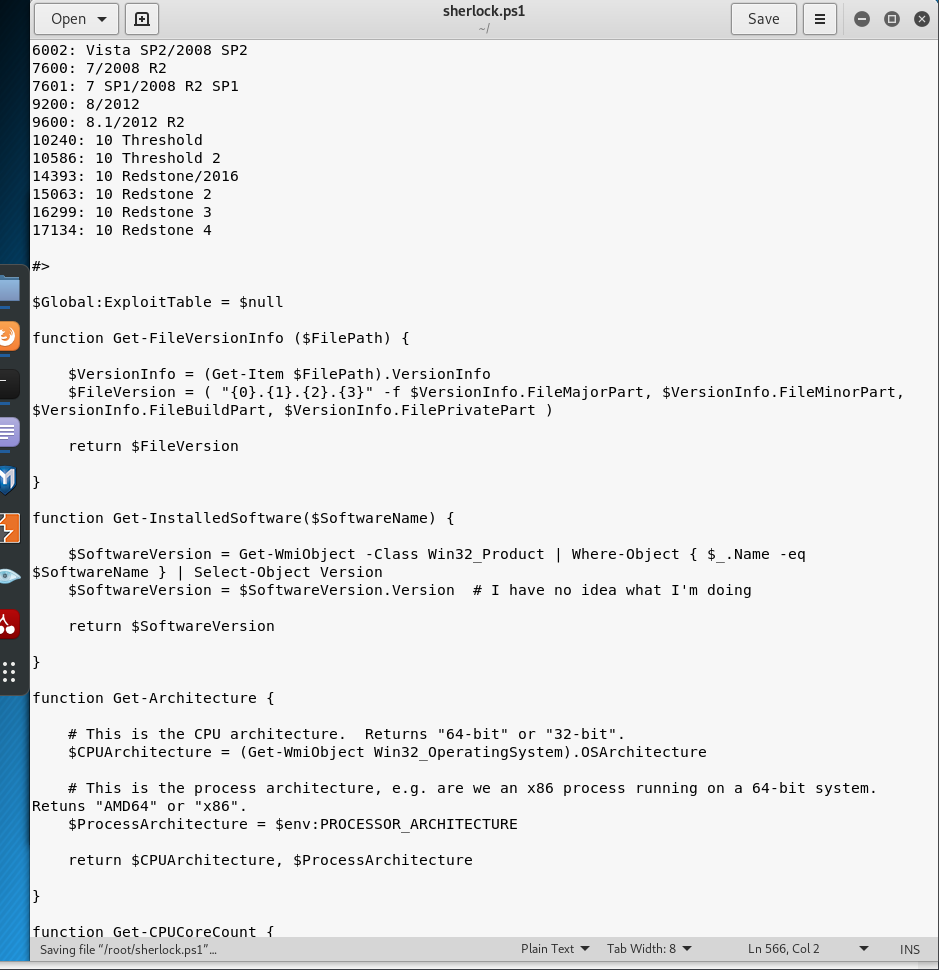 Open
sherlock.ps1
~/
Save
6002: Vista SP2/2008 SP2
7600: 7/2008 R2
7601: 7 SP1/2008 R2 SP1
9200: 8/2012
9600: 8.1/2012 R2
10240: 10 Threshold
10586: 10 Threshold 2
14393: 10 Redstone/2016
15063: 10 Redstone 2
16299: 10 Redstone 3
17134: 10 Redstone 4
#>
$Global:ExploitTable = $null
function Get-FileVersionInfo ($FilePath) {
    $VersionInfo = (Get-Item $FilePath).VersionInfo
    $FileVersion = ( "{0}.{1}.{2}.{3}" -f $VersionInfo.FileMajorPart, $VersionInfo.FileMinorPart,
$VersionInfo.FileBuildPart, $VersionInfo.FilePrivatePart )
    return $FileVersion
}
function Get-InstalledSoftware($SoftwareName) {
    $SoftwareVersion = Get-WmiObject -Class Win32_Product | Where-Object { $_.Name -eq
$SoftwareName } | Select-Object Version
    $SoftwareVersion = $SoftwareVersion.Version  # I have no idea what I'm doing
    return $SoftwareVersion
}
function Get-Architecture {
    # This is the CPU architecture.  Returns "64-bit" or "32-bit".
    $CPUArchitecture = (Get-WmiObject Win32_OperatingSystem).OSArchitecture
    # This is the process architecture, e.g. are we an x86 process running on a 64-bit system.
Retuns "AMD64" or "x86".
    $ProcessArchitecture = $env:PROCESSOR_ARCHITECTURE
    return $CPUArchitecture, $ProcessArchitecture
}
function Get-CPUCoreCount {
Saving file “/root/sherlock.ps1”…
Plain Text
Tab Width: 8
Ln 566, Col 2
INS